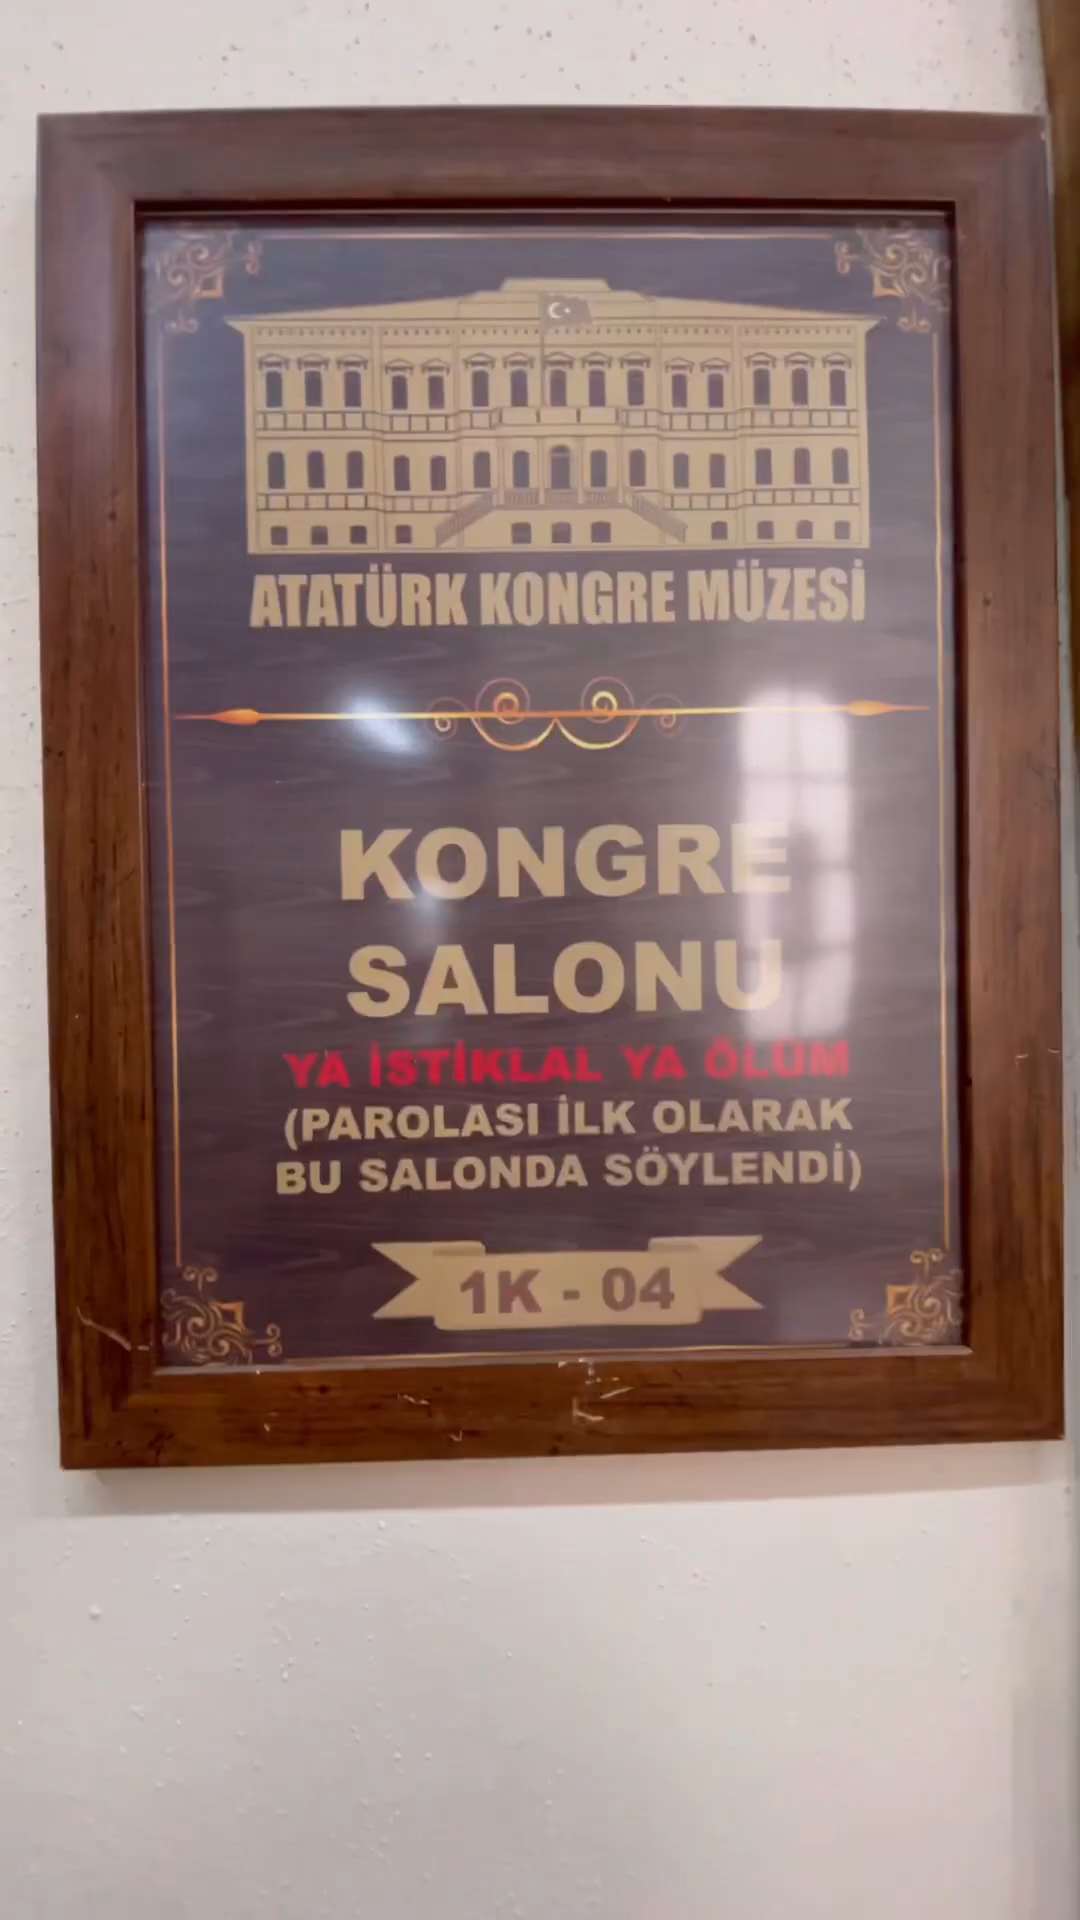 ATATÜRK KONGRE MÜZESİ
KONGRE
SALONU
YA İSTİKLAL YA ÖLÜM
(PAROLASI İLK OLARAK
BU SALONDA SÖYLENDİ)
1K - 04